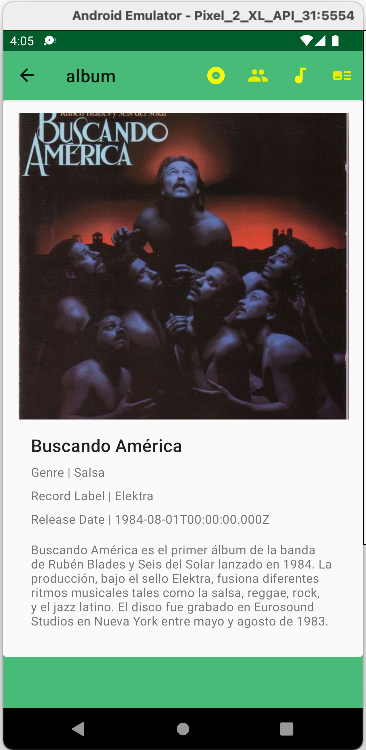 Android Emulator - Pixel_2_XL_API_31:5554
4:05
album
Rubén Blades y Seis del Solar
BUSCANDO
AMÉRICA
Buscando América
Genre | Salsa
Record Label | Elektra
Release Date | 1984-08-01T00:00:00.000Z
Buscando América es el primer álbum de la banda
de Rubén Blades y Seis del Solar lanzado en 1984. La
producción, bajo el sello Elektra, fusiona diferentes
ritmos musicales tales como la salsa, reggae, rock,
y el jazz latino. El disco fue grabado en Eurosound
Studios en Nueva York entre mayo y agosto de 1983.